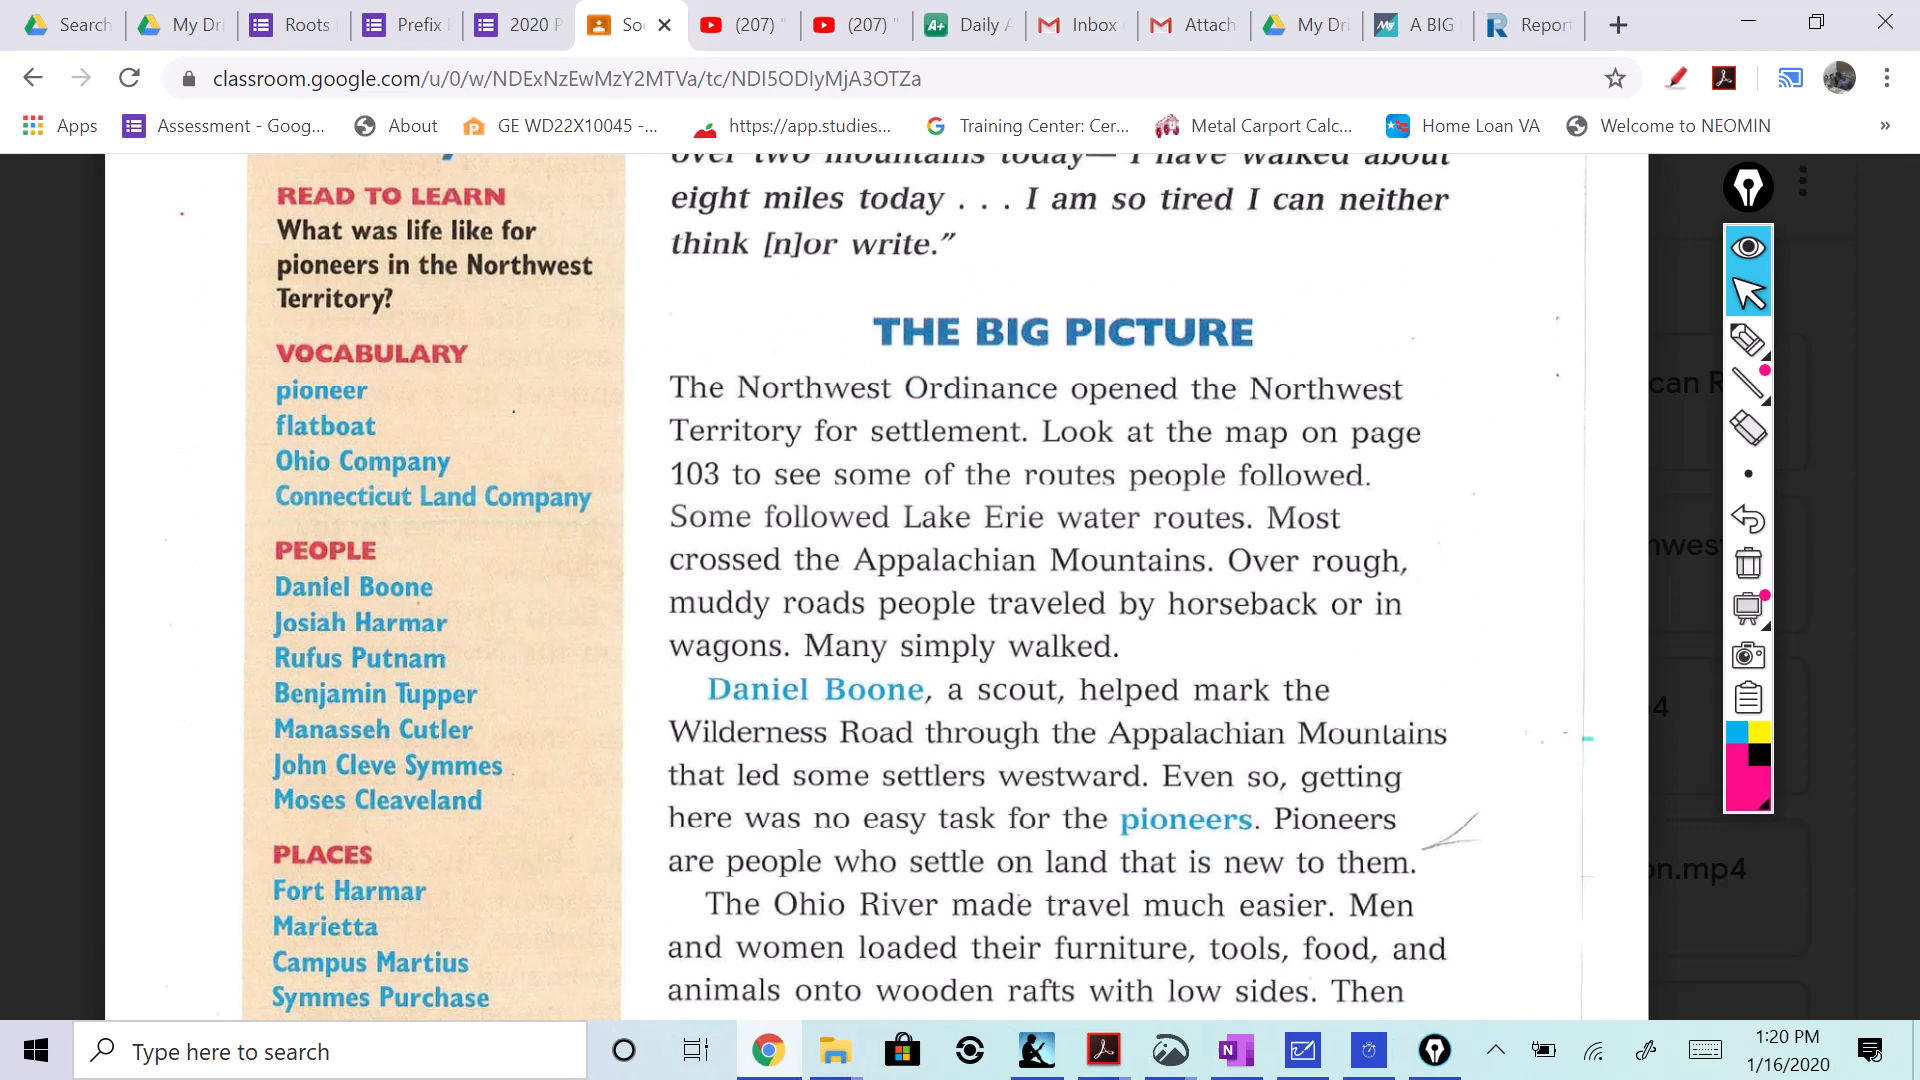 Search
My Dri
Roots
Prefix
2020 P
Soc
(207) "
(207) "
Daily A
Inbox
Attach
My Dri
A BIG
Report
classroom.google.com/u/0/w/NDExNzEwMzY2MTVa/tc/NDI5ODIyMjA3OTZa
Apps
Assessment - Goog...
About
GE WD22X10045 -...
https://app.studies...
Training Center: Cer...
Metal Carport Calc...
Home Loan VA
Welcome to NEOMIN
»
READ TO LEARN
What was life like for
pioneers in the Northwest
Territory?
VOCABULARY
pioneer
flatboat
Ohio Company
Connecticut Land Company
PEOPLE
Daniel Boone
Josiah Harmar
Rufus Putnam
Benjamin Tupper
Manasseh Cutler
John Cleve Symmes
Moses Cleaveland
PLACES
Fort Harmar
Marietta
Campus Martius
Symmes Purchase
over two mountains today— I have walked about
eight miles today . . . I am so tired I can neither
think [n]or write.”
THE BIG PICTURE
The Northwest Ordinance opened the Northwest
Territory for settlement. Look at the map on page
103 to see some of the routes people followed.
Some followed Lake Erie water routes. Most
crossed the Appalachian Mountains. Over rough,
muddy roads people traveled by horseback or in
wagons. Many simply walked.
Daniel Boone, a scout, helped mark the
Wilderness Road through the Appalachian Mountains
that led some settlers westward. Even so, getting
here was no easy task for the pioneers. Pioneers
are people who settle on land that is new to them.
The Ohio River made travel much easier. Men
and women loaded their furniture, tools, food, and
animals onto wooden rafts with low sides. Then
can R
hwest
4
on.mp4
Type here to search
1:20 PM
1/16/2020